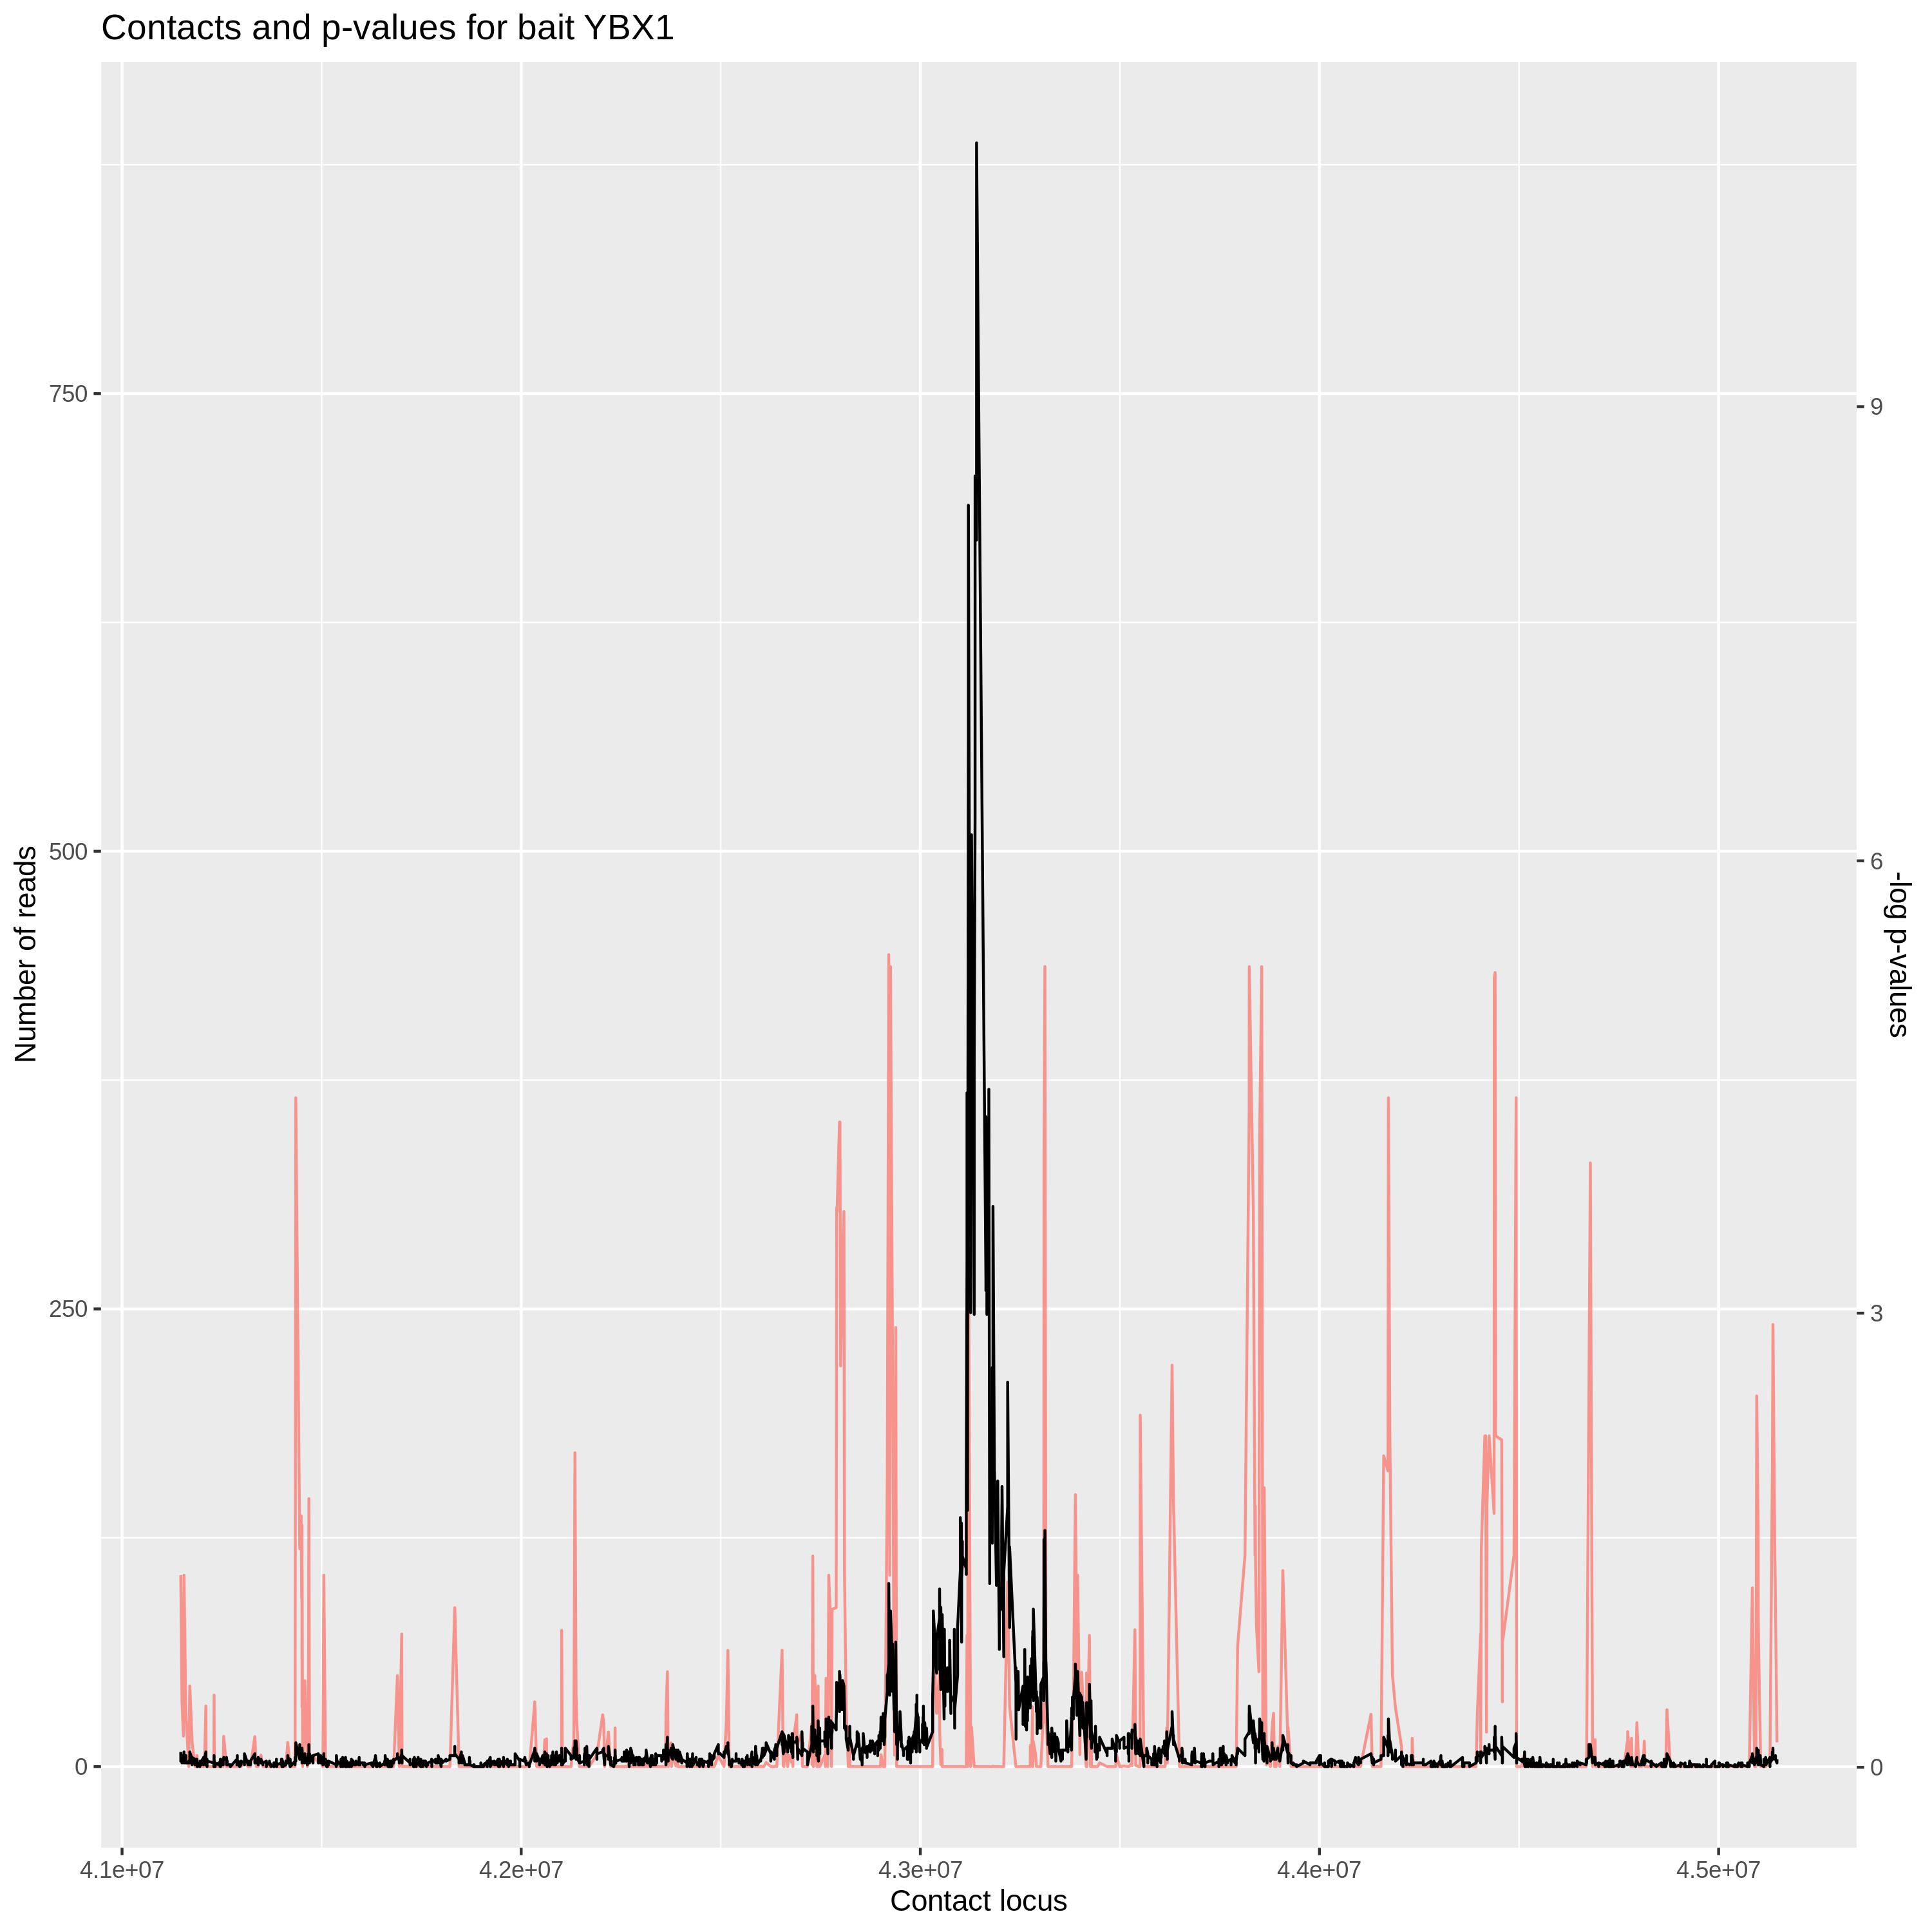 Contacts and p-values for bait YBX1
750
500
250
0
Number of reads
9
6
3
0
-log p-values
4.1e+07 4.2e+07 4.3e+07 4.4e+07 4.5e+07
Contact locus